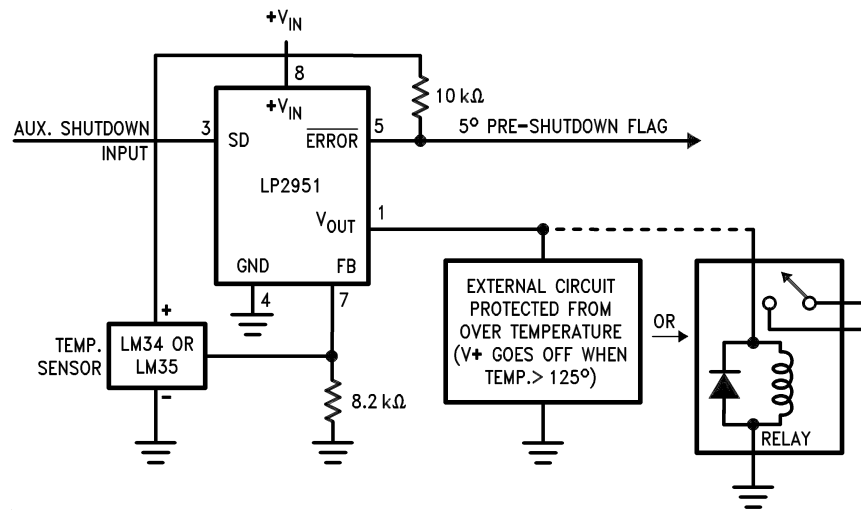 +VIN
8
+VIN
10 kΩ
AUX. SHUTDOWN
INPUT
3
SD
ERROR
5
5° PRE-SHUTDOWN FLAG
LP2951
VOUT
1
GND
FB
4
7
EXTERNAL CIRCUIT
PROTECTED FROM
OVER TEMPERATURE
(V+ GOES OFF WHEN
TEMP.> 125°)
OR
+
TEMP.
SENSOR
LM34 OR
LM35
-
8.2 kΩ
RELAY